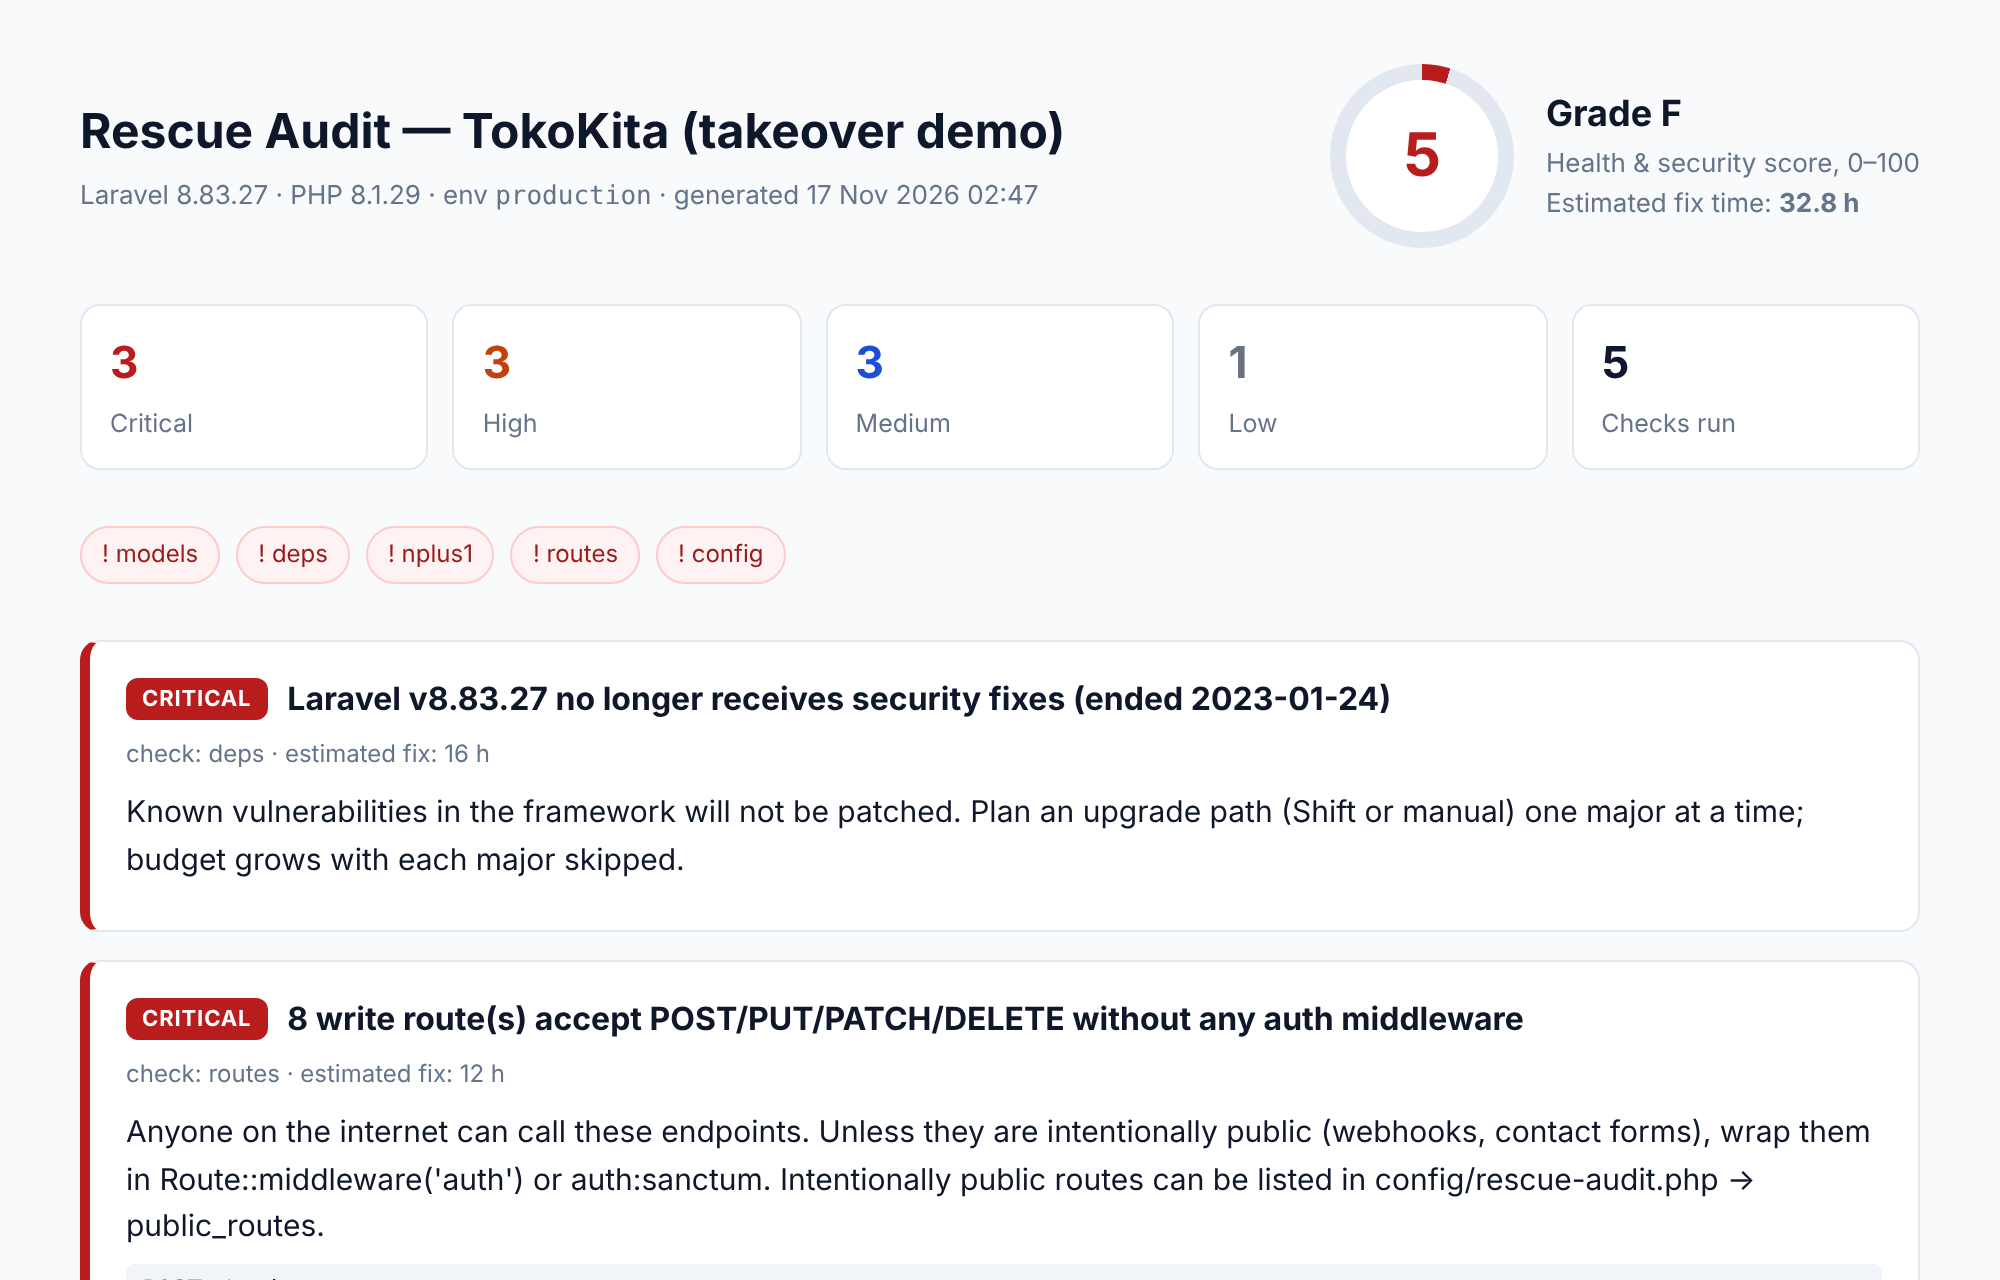 Rescue Audit — TokoKita (takeover demo)
Laravel 8.83.27 · PHP 8.1.29 · env production · generated 17 Nov 2026 02:47
5
Grade F
Health & security score, 0–100
Estimated fix time: 32.8 h
3
Critical
3
High
3
Medium
1
Low
5
Checks run
! models
! deps
! nplus1
! routes
! config
CRITICAL Laravel v8.83.27 no longer receives security fixes (ended 2023-01-24)
check: deps · estimated fix: 16 h
Known vulnerabilities in the framework will not be patched. Plan an upgrade path (Shift or manual) one major at a time;
budget grows with each major skipped.
CRITICAL 8 write route(s) accept POST/PUT/PATCH/DELETE without any auth middleware
check: routes · estimated fix: 12 h
Anyone on the internet can call these endpoints. Unless they are intentionally public (webhooks, contact forms), wrap them
in Route::middleware('auth') or auth:sanctum. Intentionally public routes can be listed in config/rescue-audit.php →
public_routes.